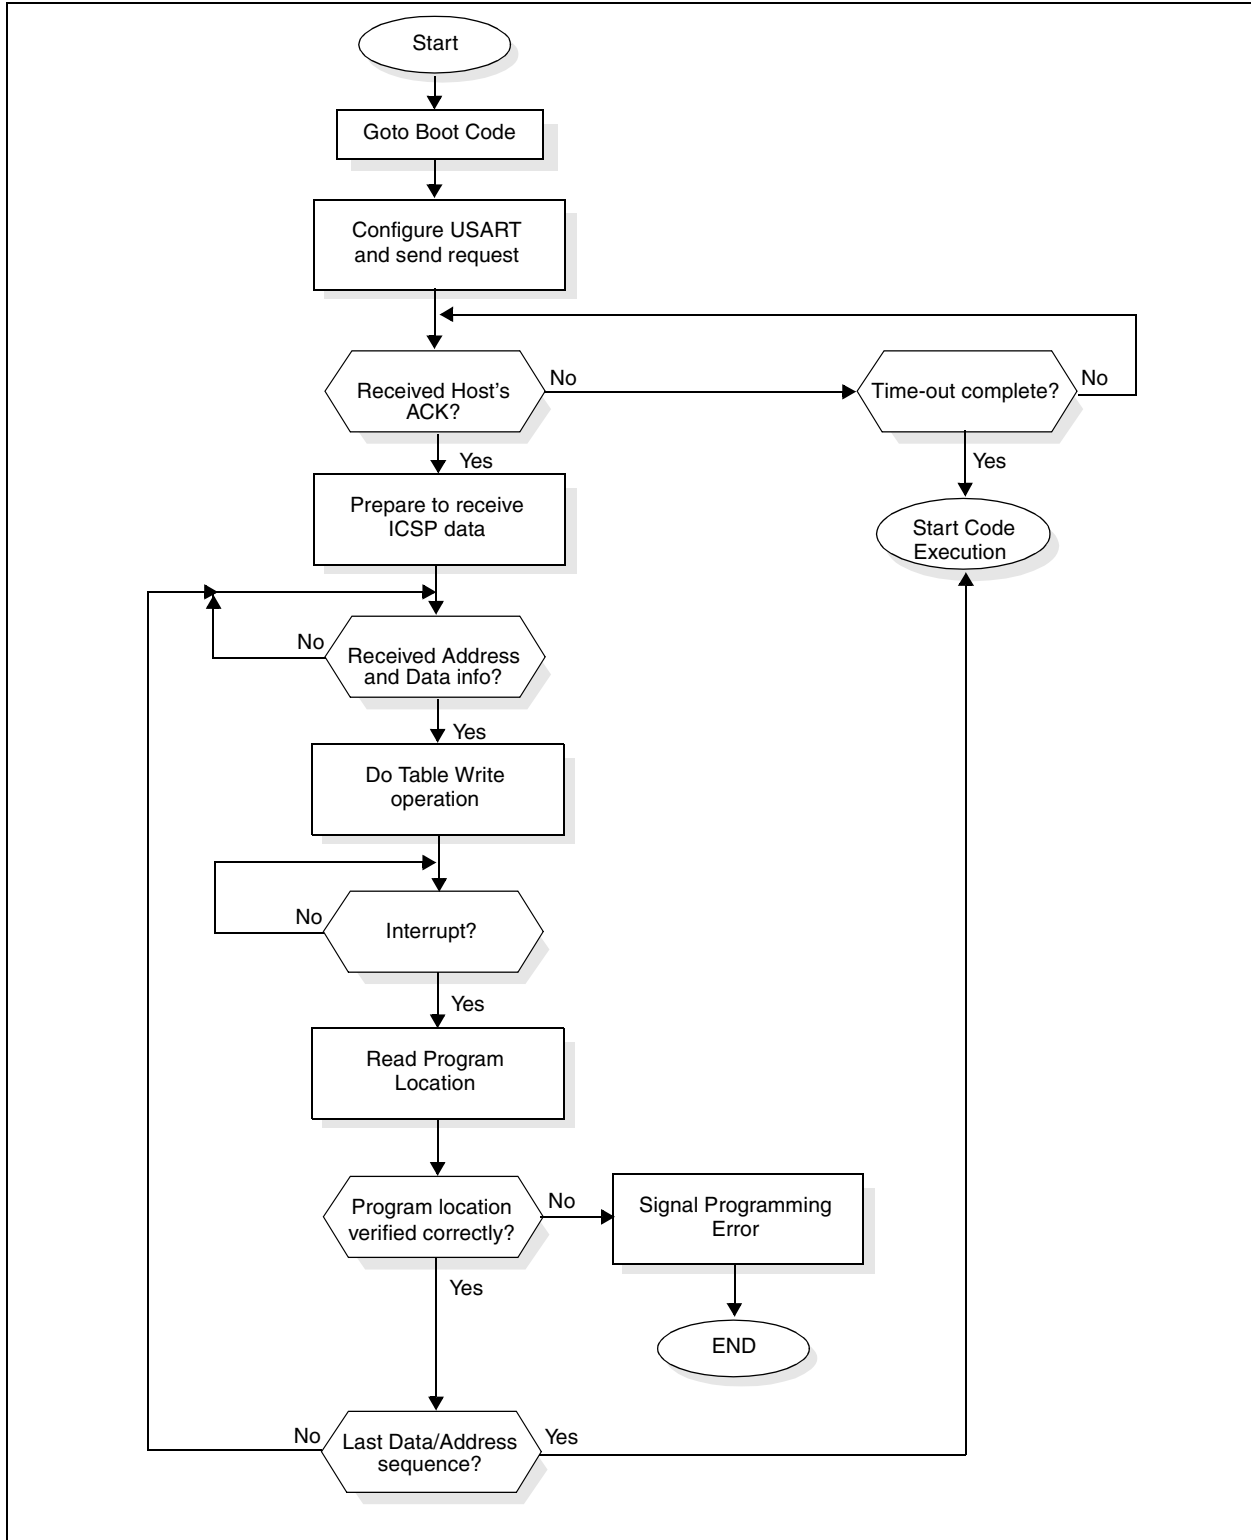 Start
Goto Boot Code
Configure USART
and send request
Received Host's
ACK?
No
Time-out complete?
No
Yes
Yes
Prepare to receive
ICSP data
Start Code
Execution
No
Received Address
and Data info?
Yes
Do Table Write
operation
No
Interrupt?
Yes
Read Program
Location
Program location
verified correctly?
No
Signal Programming
Error
Yes
END
No
Last Data/Address
sequence?
Yes